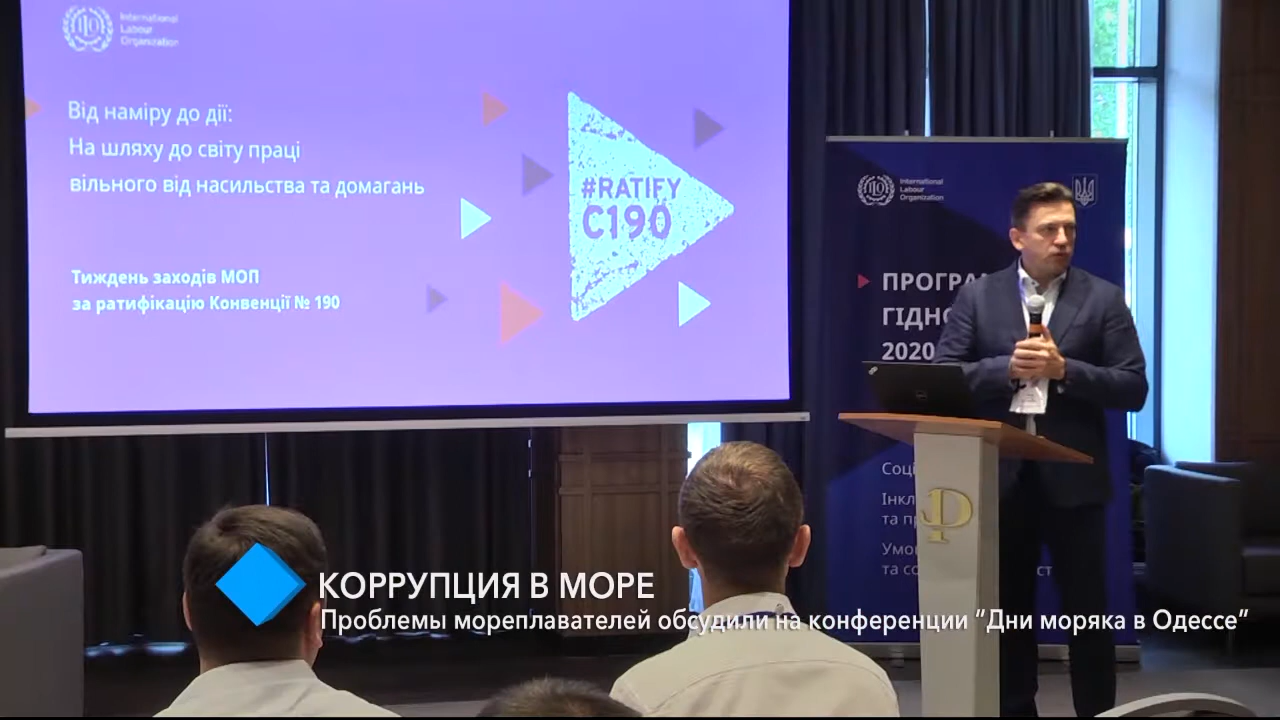 International
Labour
Organization
Від наміру до дії:
На шляху до світу праці
вільного від насильства та домагань
Тиждень заходів МОП
за ратифікацію Конвенції № 190
#RATIFY
C190
International
Labour
Organization
2020
КОРРУПЦИЯ В МОРЕ
Проблемы мореплавателей обсудили на конференции “Дни моряка в Одессе”